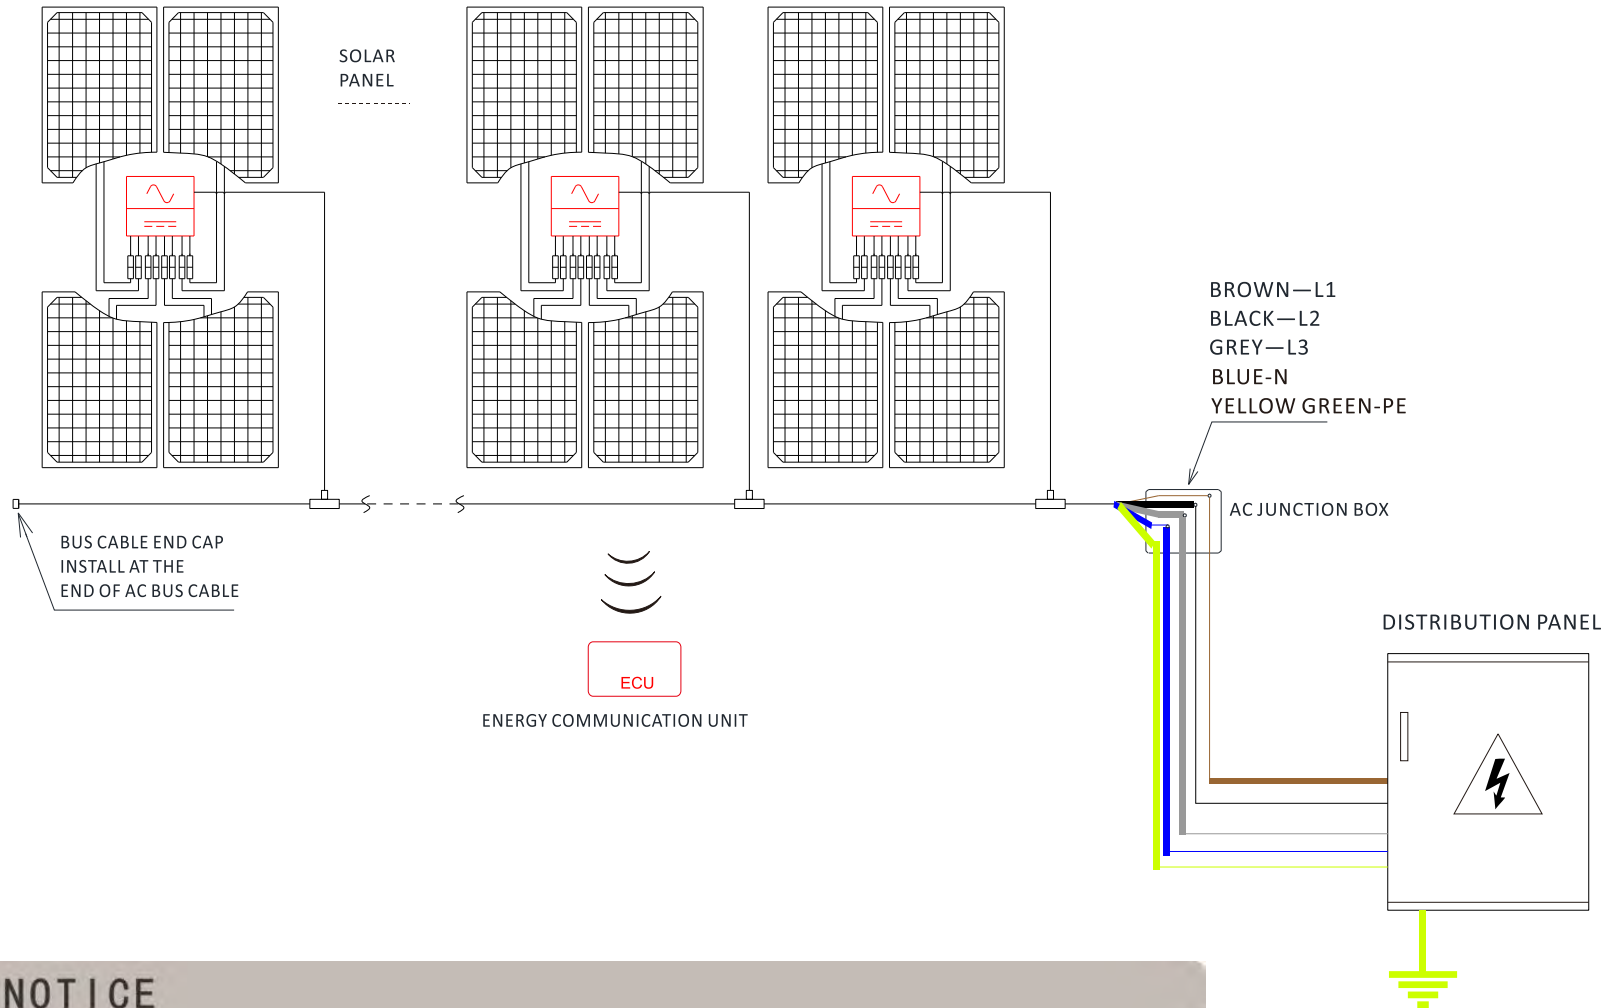 SOLAR
PANEL
BROWN—L1
BLACK—L2
GREY—L3
BLUE-N
YELLOW GREEN-PE
AC JUNCTION BOX
BUS CABLE END CAP
INSTALL AT THE
END OF AC BUS CABLE
DISTRIBUTION PANEL
ECU
ENERGY COMMUNICATION UNIT
NOTICE